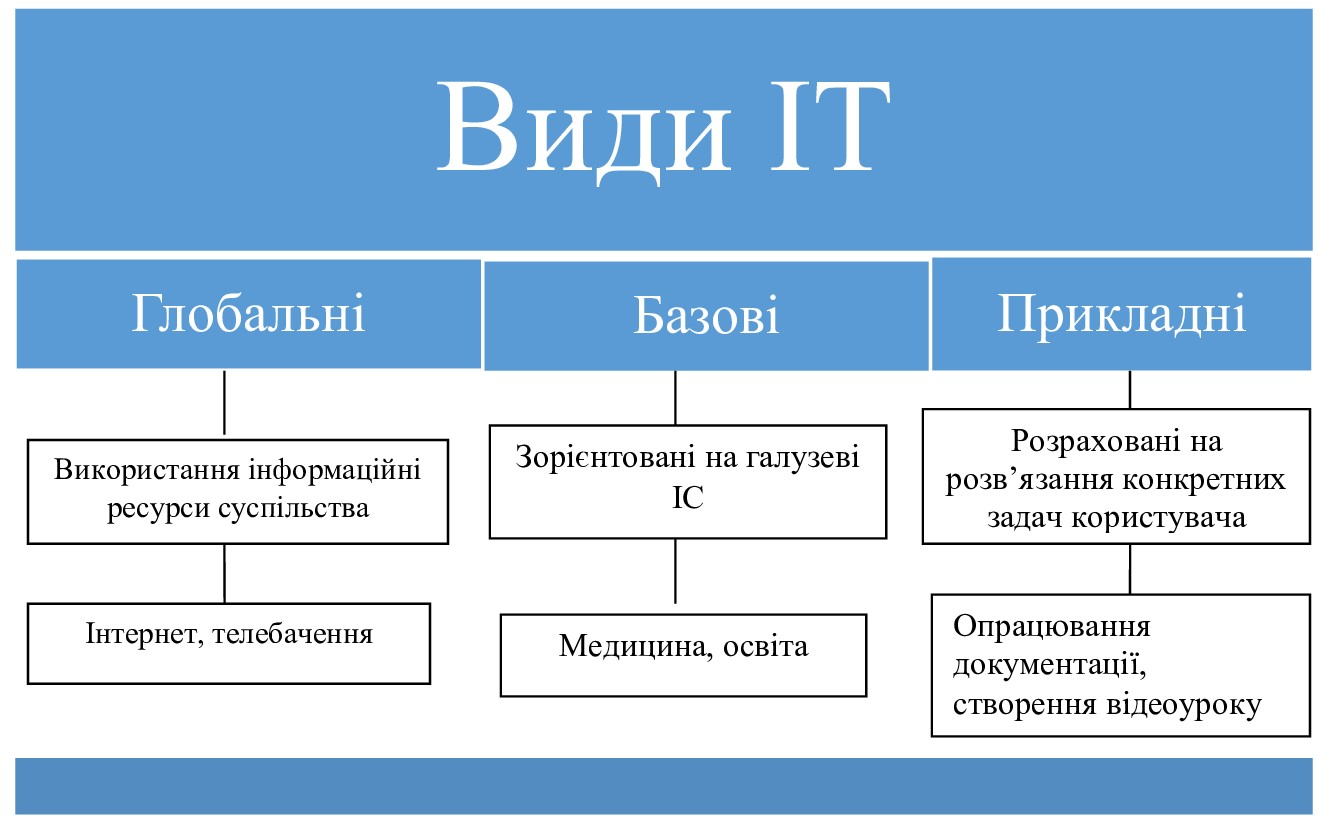 Види ІТ
Глобальні
Базові
Прикладні
Використання інформаційні
ресурси суспільства
Зорієнтовані на галузеві
ІС
Розраховані на
розв’язання конкретних
задач користувача
Інтернет, телебачення
Медицина, освіта
Опрацювання
документації,
створення відеоуроку